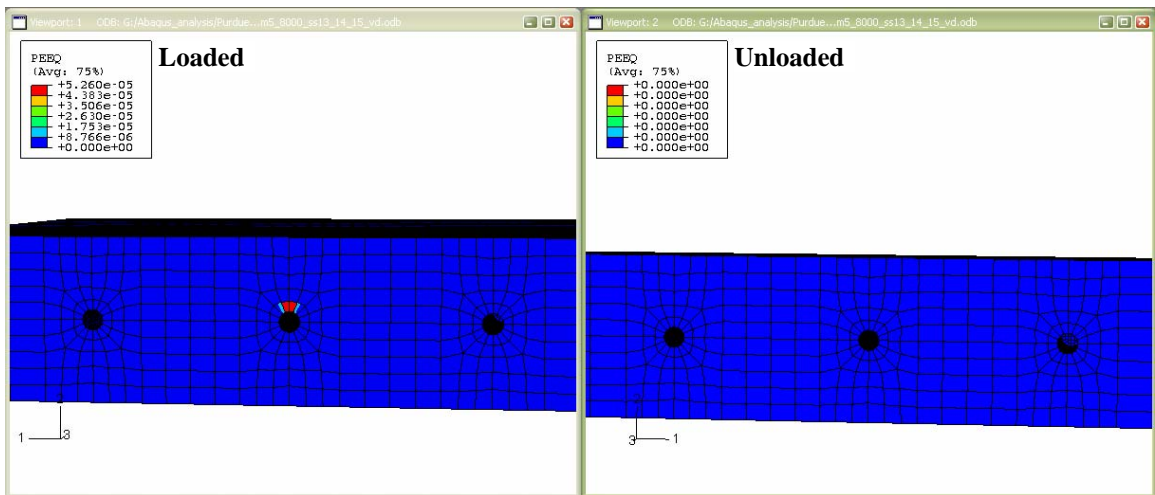 Viewport: 1 ODB: G:/Abaqus_analysis/Purdue...m5_8000_ss13_14_15_vd.odb
PEEQ
(Avg: 75%)
+5.260e-05
+4.383e-05
+3.506e-05
+2.630e-05
+1.753e-05
+8.766e-06
+0.000e+00
Loaded
1
3
Viewport: 2 ODB: G:/Abaqus_analysis/Purdue...m5_8000_ss13_14_15_vd.odb
PEEQ
(Avg: 75%)
+0.000e+00
+0.000e+00
+0.000e+00
+0.000e+00
+0.000e+00
+0.000e+00
+0.000e+00
Unloaded
2
3
1